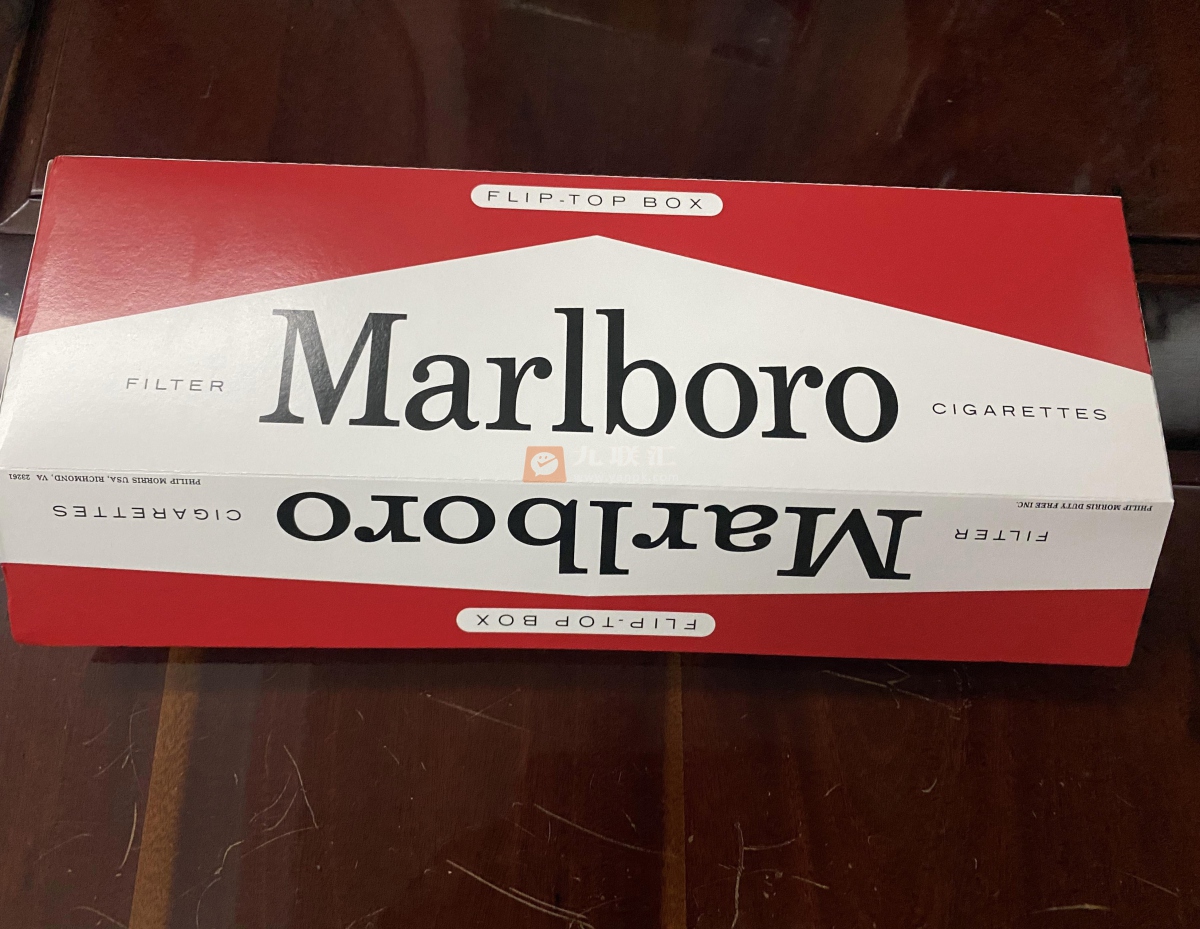 FLIP-TOP BOX
FILTER Marlboro CIGARETTES
九联汇
PHILIP MORRIS USA, RICHMOND, VA 23261
PHILIP MORRIS DUTY FREE INC.
FILTER Marlboro CIGARETTES
FLIP-TOP BOX